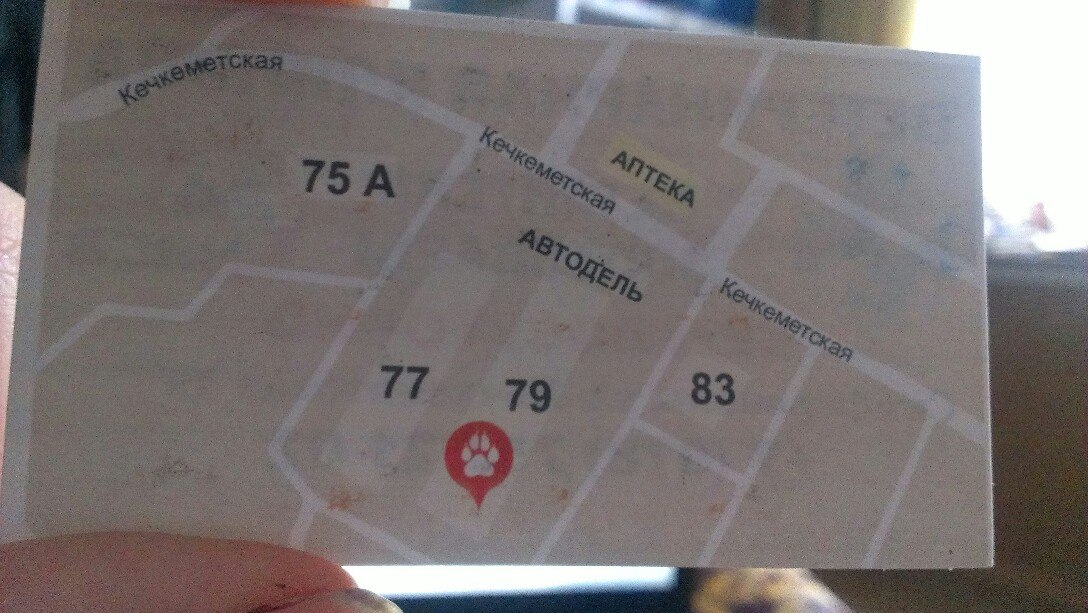 Кечкеметская
Кечкеметская
АПТЕКА
75 А
АВТОДЕЛЬ
Кечкеметская
77
79
83